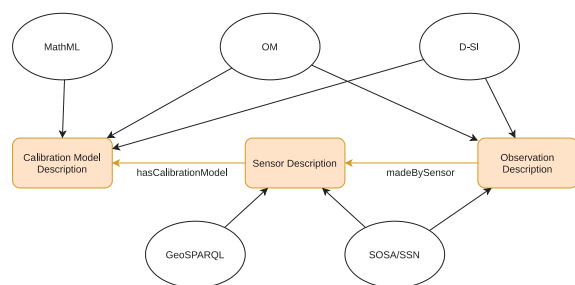 MathML
OM
D-SI
Calibration Model
Description
hasCalibrationModel
Sensor Description
madeBySensor
Observation
Description
GeoSPARQL
SOSA/SSN